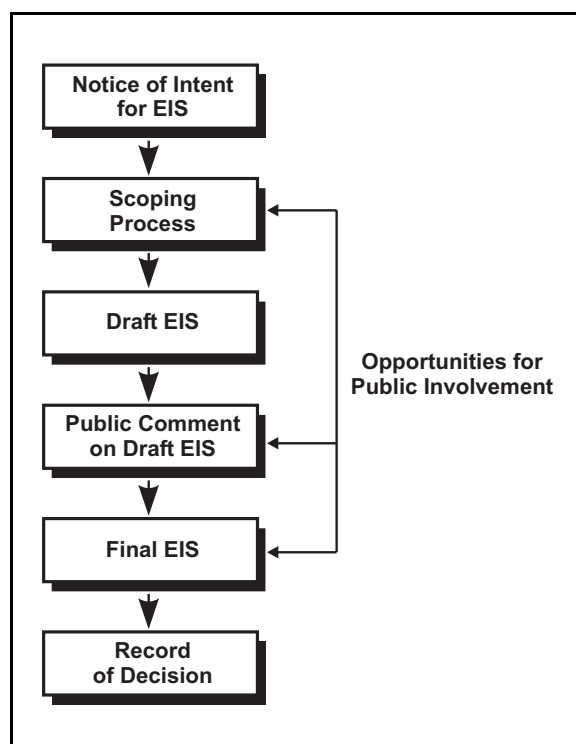 Notice of Intent
for EIS
Scoping
Process
Draft EIS
Opportunities for
Public Involvement
Public Comment
on Draft EIS
Final EIS
Record
of Decision